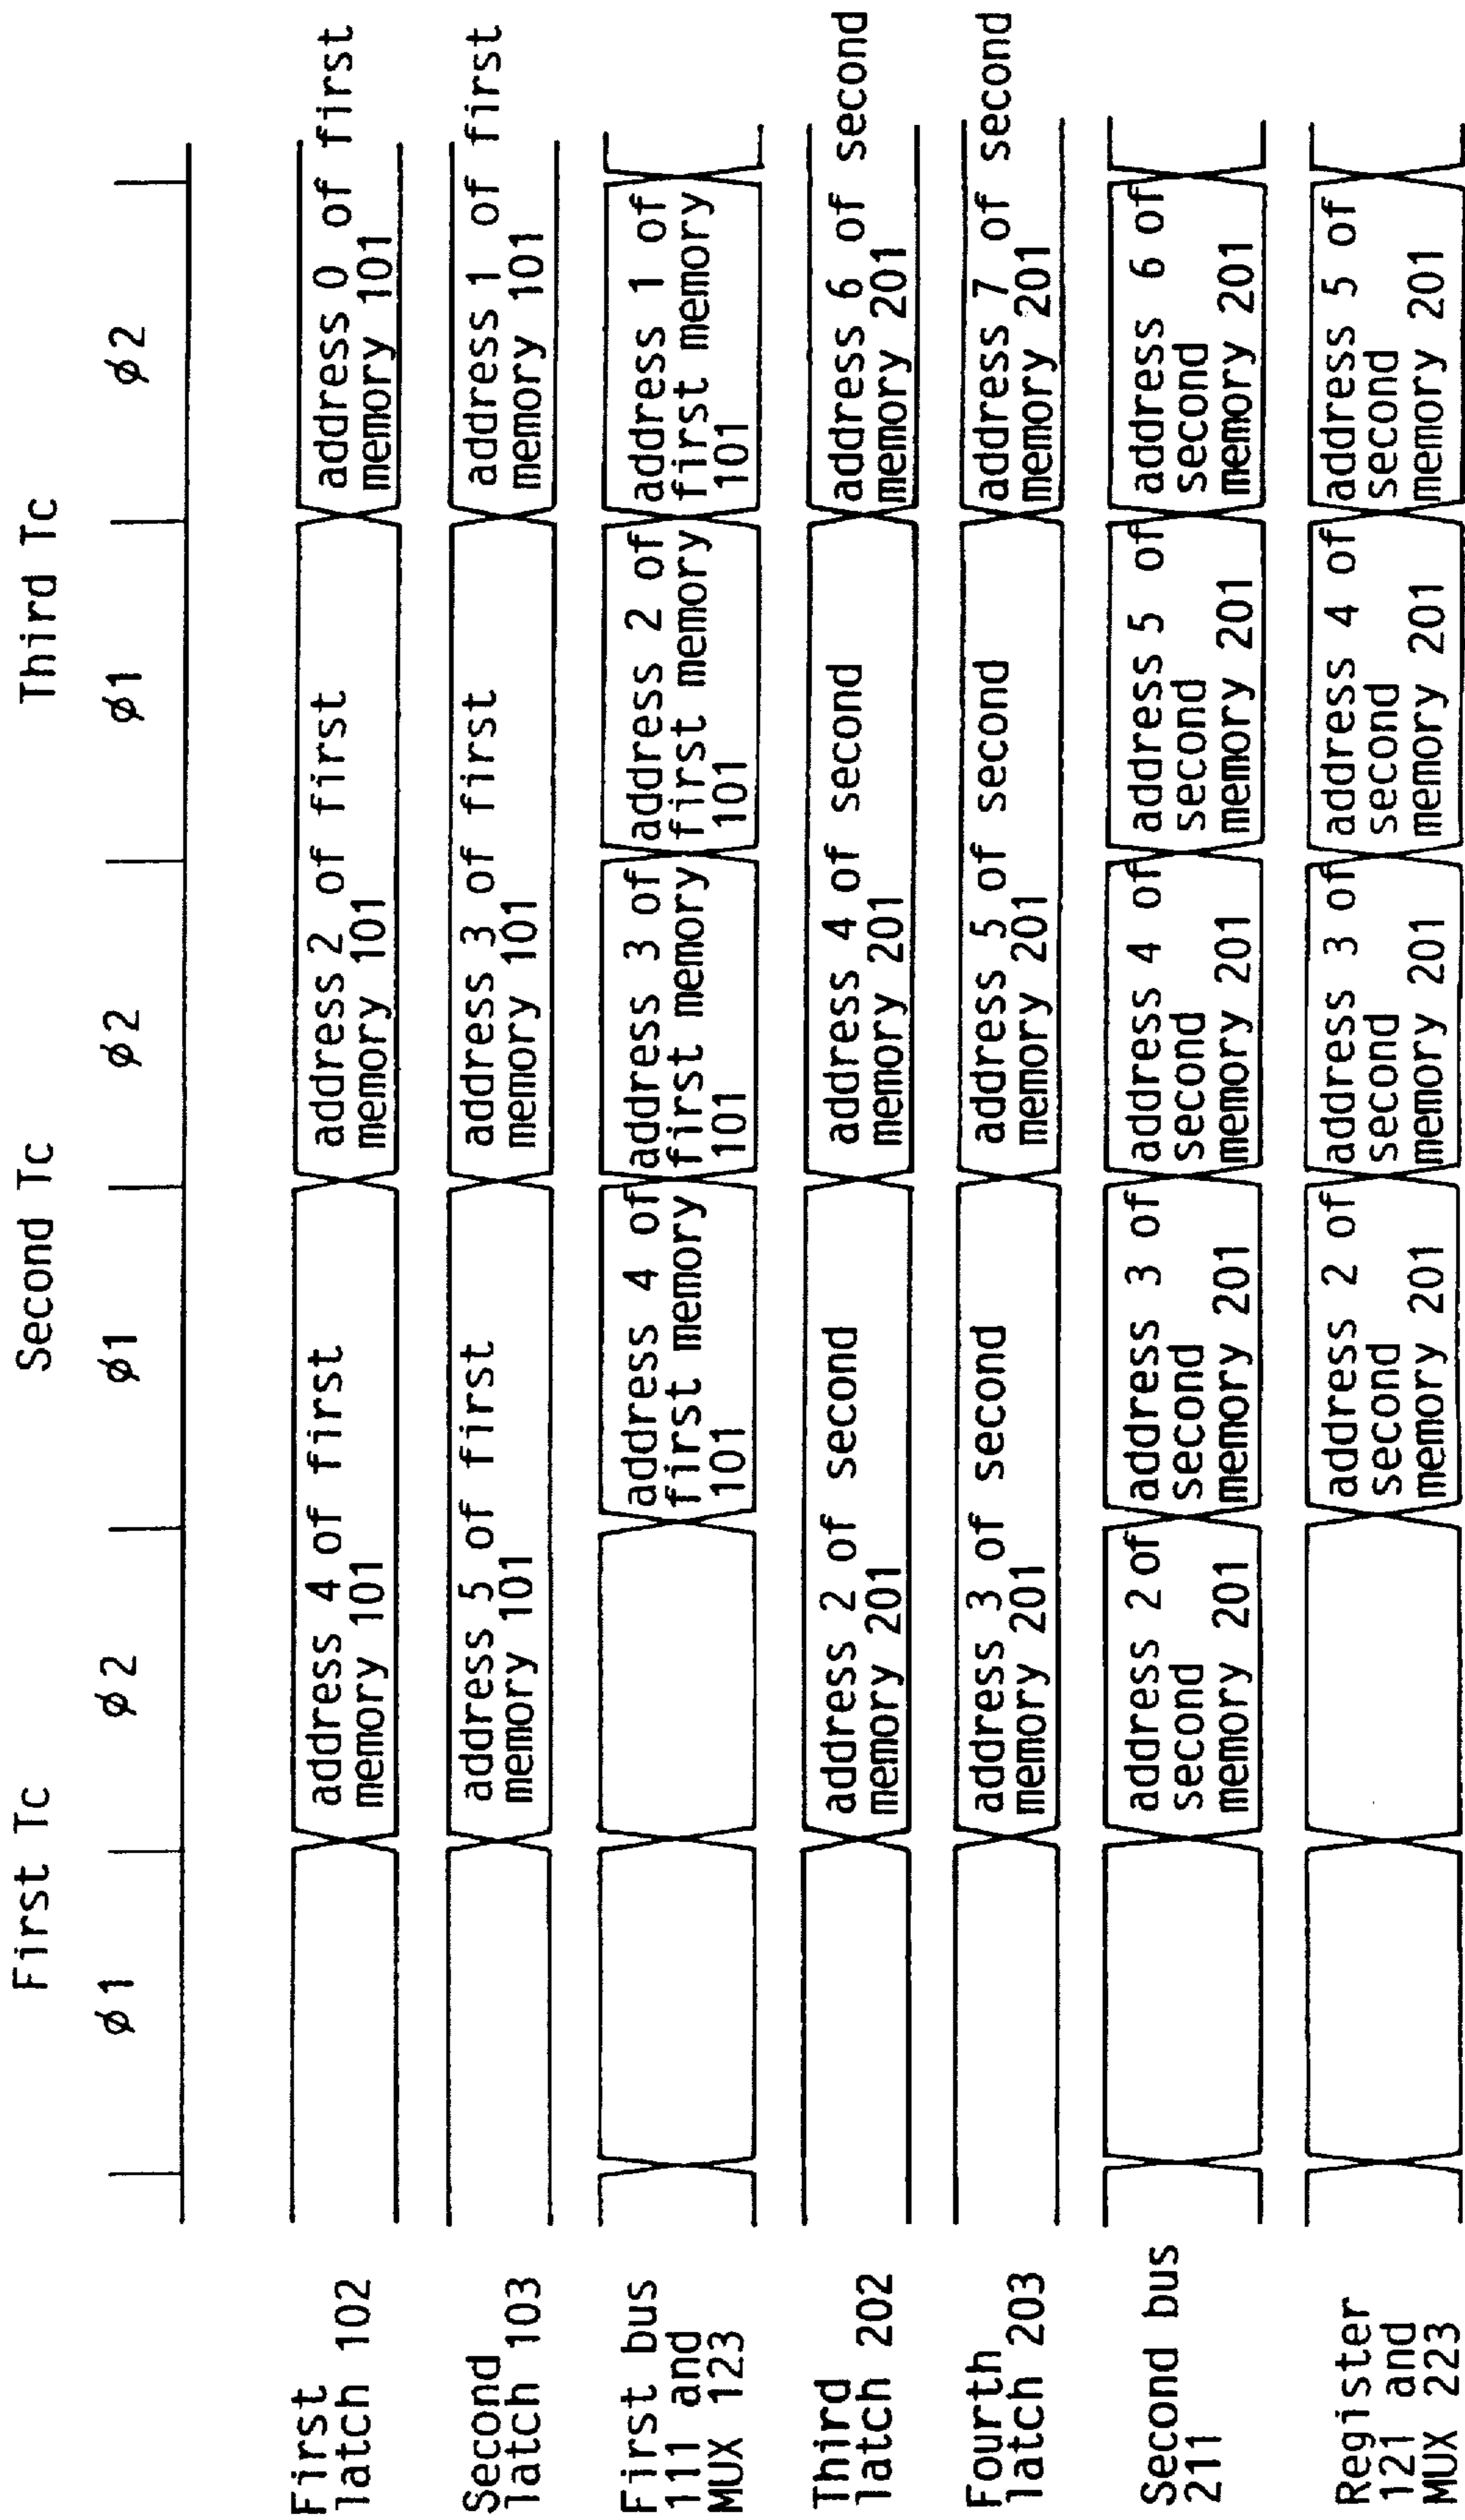 First Tc
Second Tc
Third Tc
ø1
ø2
ø1
ø2
ø1
ø2
First
latch 102
address 4 of first
memory 101
address 2 of first
memory 101
address 0 of first
memory 101
Second
latch 103
address 5 of first
memory 101
address 3 of first
memory 101
address 1 of first
memory 101
First bus
111 and
MUX 123
address 4 of
first memory
101
address 3 of
first memory
101
address 2 of
first memory
101
address 1 of
first memory
101
Third
latch 202
address 2 of second
memory 201
address 4 of second
memory 201
address 6 of second
memory 201
Fourth
latch 203
address 3 of second
memory 201
address 5 of second
memory 201
address 7 of second
memory 201
Second bus
211
address 2 of
second
memory 201
address 3 of
second
memory 201
address 4 of
second
memory 201
address 5 of
second
memory 201
address 6 of
second
memory 201
Register
121 and
MUX 223
address 2 of
second
memory 201
address 3 of
second
memory 201
address 4 of
second
memory 201
address 5 of
second
memory 201